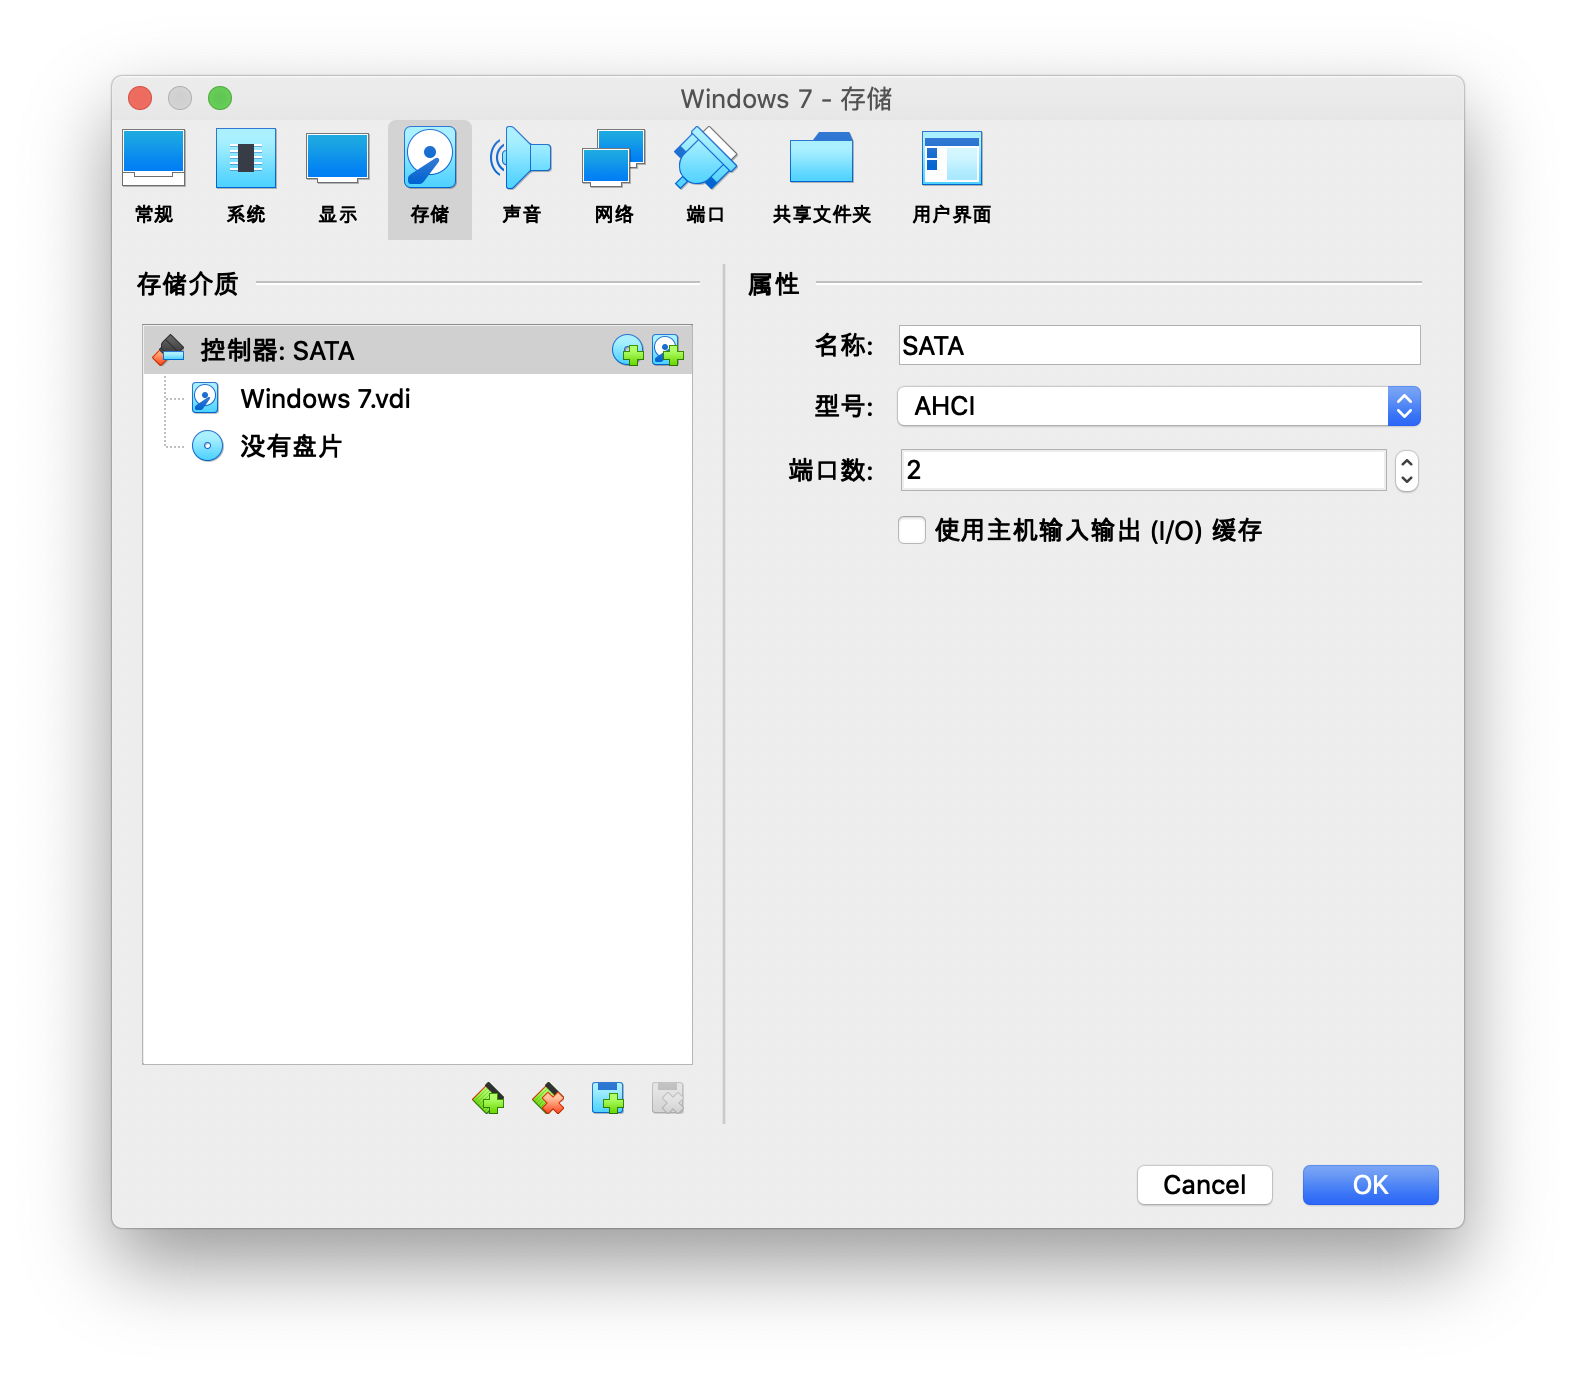 Windows 7 - 存储
常规 系统 显示 存储 声音 网络 端口 共享文件夹 用户界面
存储介质
控制器: SATA
Windows 7.vdi
没有盘片
属性
名称: SATA
型号: AHCI
端口数: 2
使用主机输入输出 (I/O) 缓存
Cancel OK